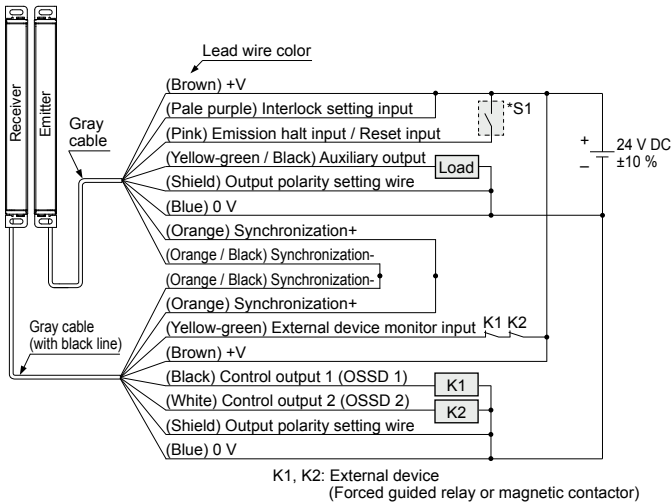 Receiver
Emitter
Lead wire color
Gray
cable
(Brown) +V
(Pale purple) Interlock setting input
*S1
(Pink) Emission halt input / Reset input
(Yellow-green / Black) Auxiliary output
Load
(Shield) Output polarity setting wire
(Blue) 0 V
+
–
24 V DC
±10 %
(Orange) Synchronization+
(Orange / Black) Synchronization-
(Orange / Black) Synchronization-
(Orange) Synchronization+
Gray cable
(with black line)
(Yellow-green) External device monitor input
K1 K2
(Brown) +V
(Black) Control output 1 (OSSD 1)
K1
(White) Control output 2 (OSSD 2)
K2
(Shield) Output polarity setting wire
(Blue) 0 V
K1, K2: External device
(Forced guided relay or magnetic contactor)